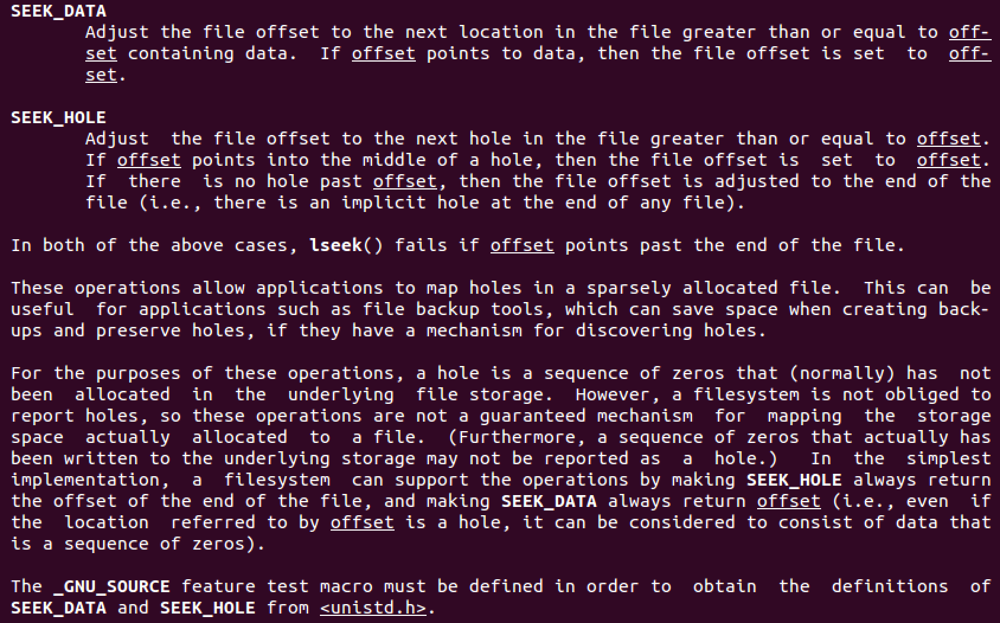 SEEK_DATA
Adjust the file offset to the next location in the file greater than or equal to off-
set containing data.  If offset points to data, then the file offset is set  to  off-
set.
SEEK_HOLE
Adjust  the file offset to the next hole in the file greater than or equal to offset.
If offset points into the middle of a hole, then the file offset is  set  to  offset.
If  there  is no hole past offset, then the file offset is adjusted to the end of the
file (i.e., there is an implicit hole at the end of any file).
In both of the above cases, lseek() fails if offset points past the end of the file.
These operations allow applications to map holes in a sparsely allocated file.  This can  be
useful  for applications such as file backup tools, which can save space when creating back-
ups and preserve holes, if they have a mechanism for discovering holes.
For the purposes of these operations, a hole is a sequence of zeros that (normally) has  not
been  allocated  in  the  underlying  file storage.  However, a filesystem is not obliged to
report holes, so these operations are not a guaranteed mechanism  for  mapping  the  storage
space  actually  allocated  to  a file.  (Furthermore, a sequence of zeros that actually has
been written to the underlying storage may not be reported as  a  hole.)   In  the  simplest
implementation,  a  filesystem  can support the operations by making SEEK_HOLE always return
the offset of the end of the file, and making SEEK_DATA always return offset (i.e., even  if
the  location  referred to by offset is a hole, it can be considered to consist of data that
is a sequence of zeros).
The _GNU_SOURCE feature test macro must be defined in order to  obtain  the  definitions  of
SEEK_DATA and SEEK_HOLE from <unistd.h>.